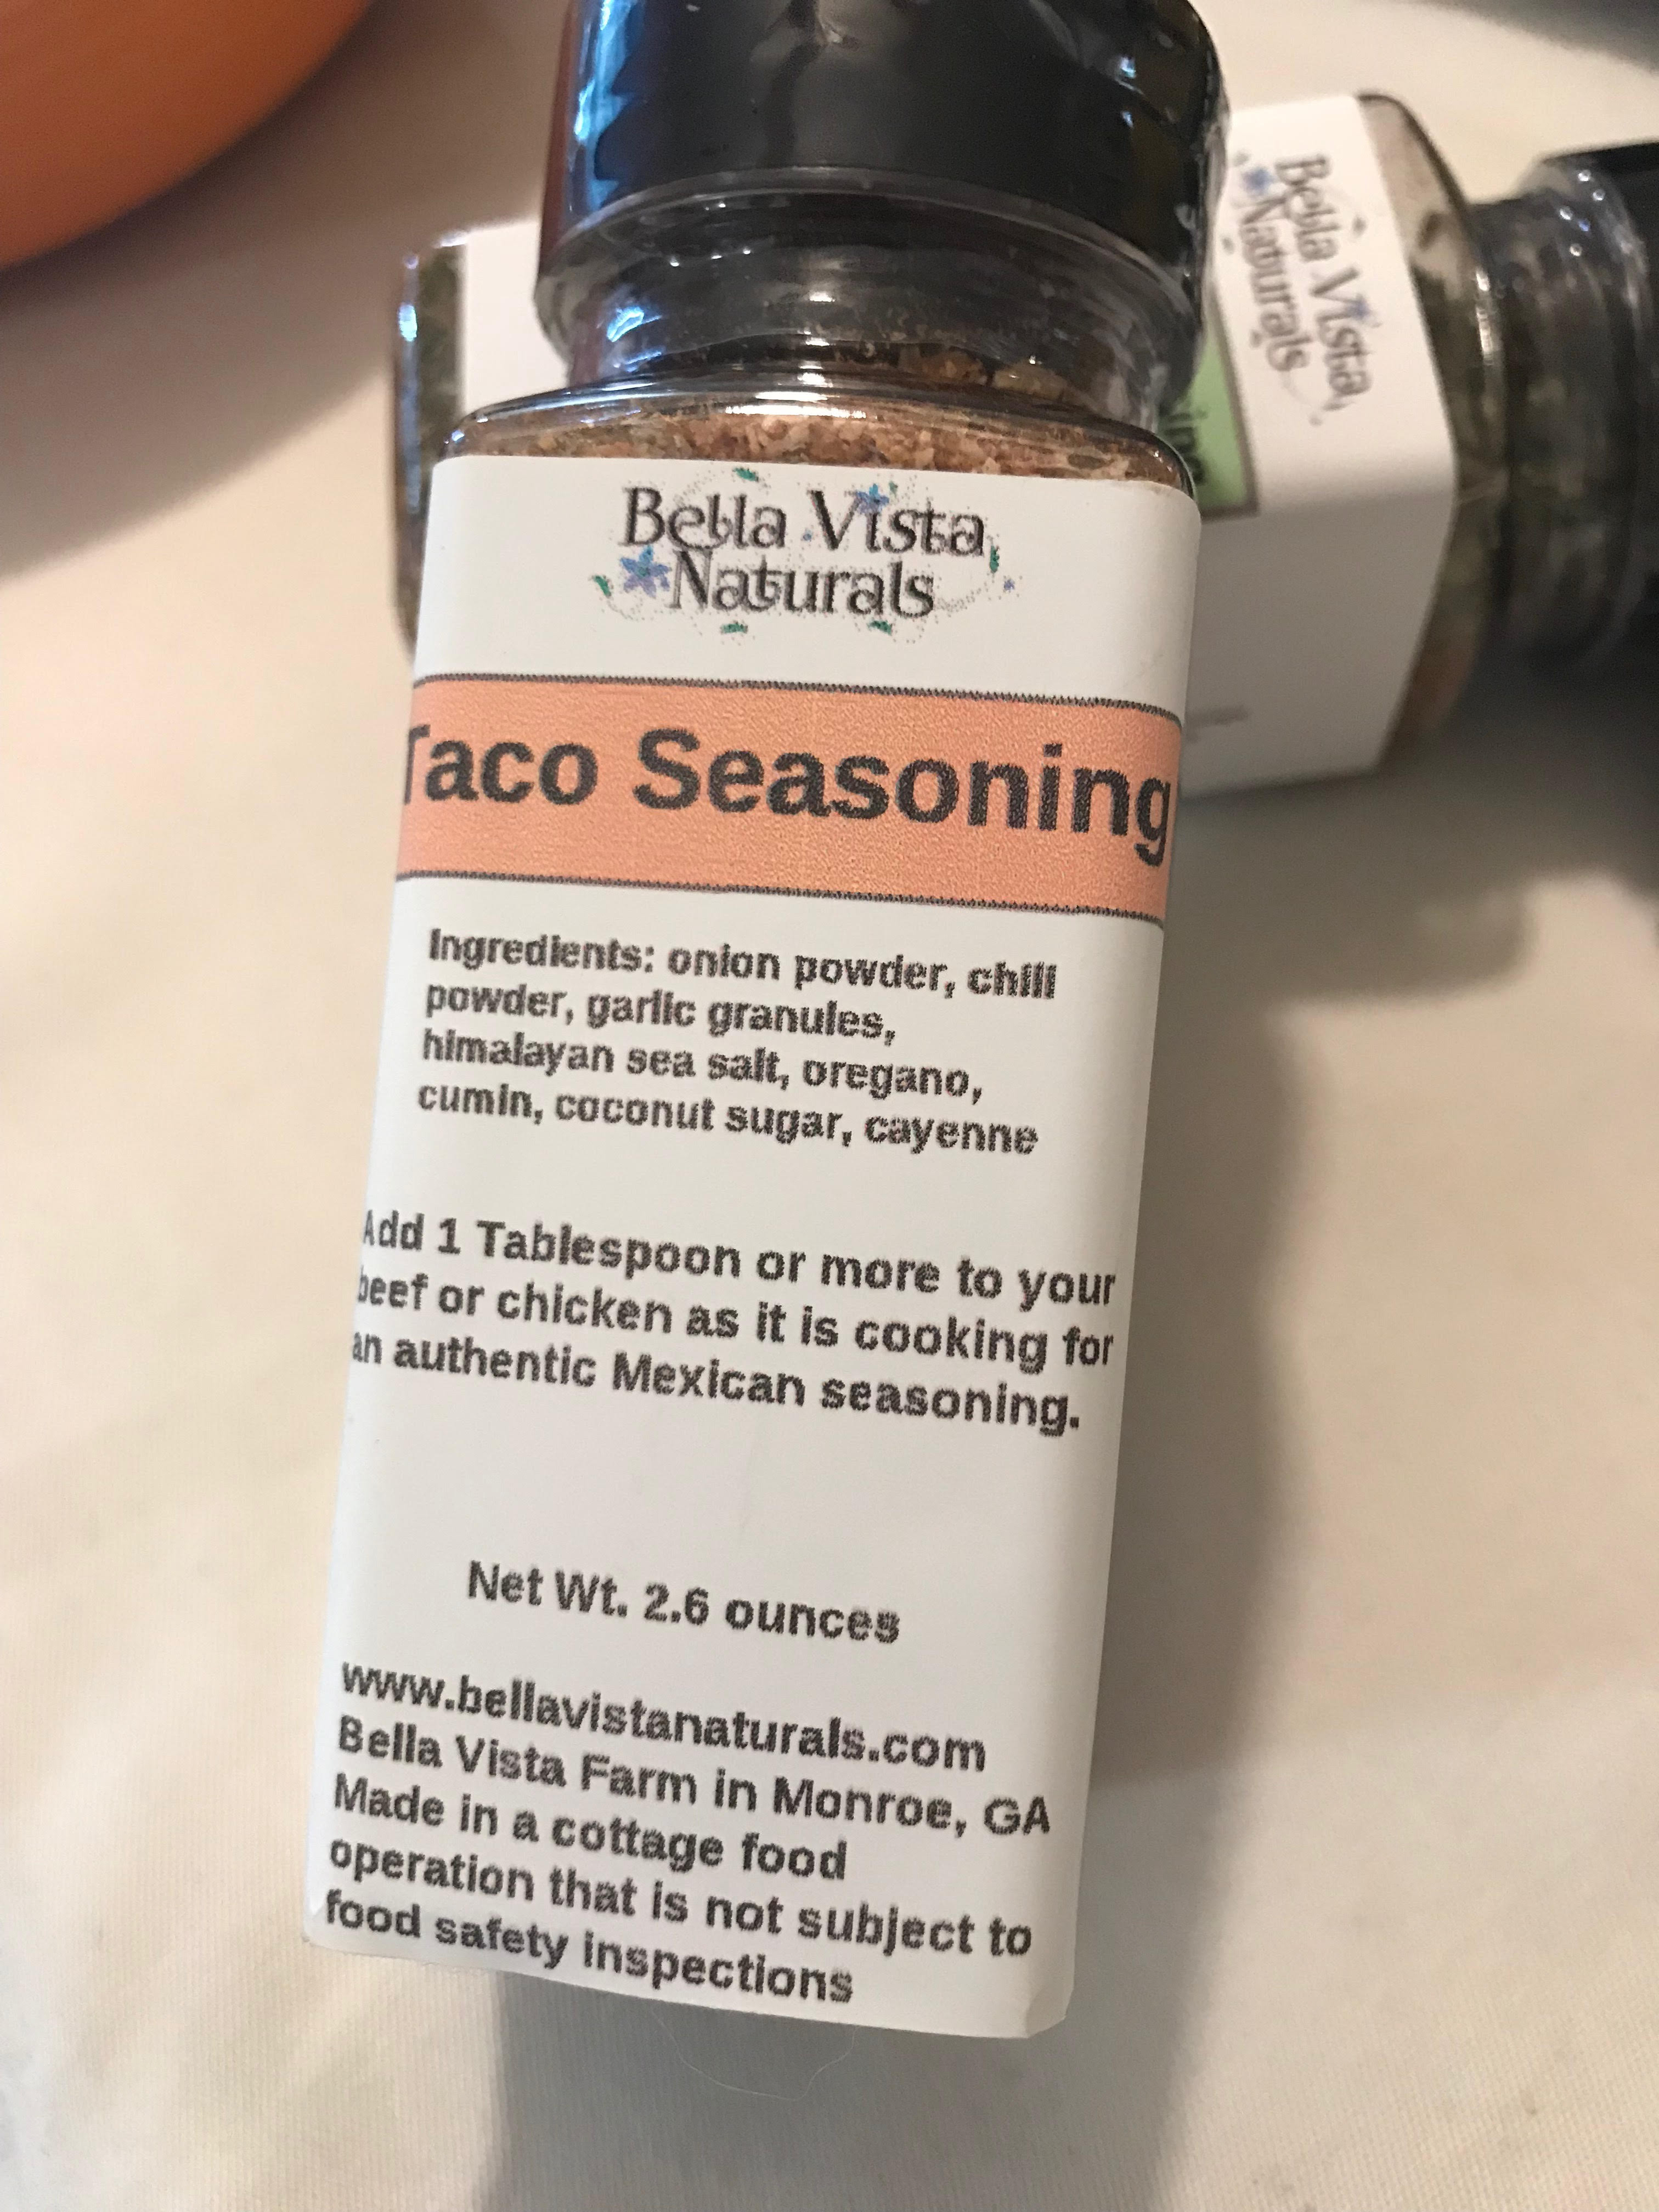 Bella Vista
Naturals
Taco Seasoning
Ingredients: onion powder, chili
powder, garlic granules,
himalayan sea salt, oregano,
cumin, coconut sugar, cayenne
Add 1 Tablespoon or more to your
beef or chicken as it is cooking for
an authentic Mexican seasoning.
Net Wt. 2.6 ounces
www.bellavistanaturals.com
Bella Vista Farm in Monroe, GA
Made in a cottage food
operation that is not subject to
food safety inspections
Bella Vista
Naturals